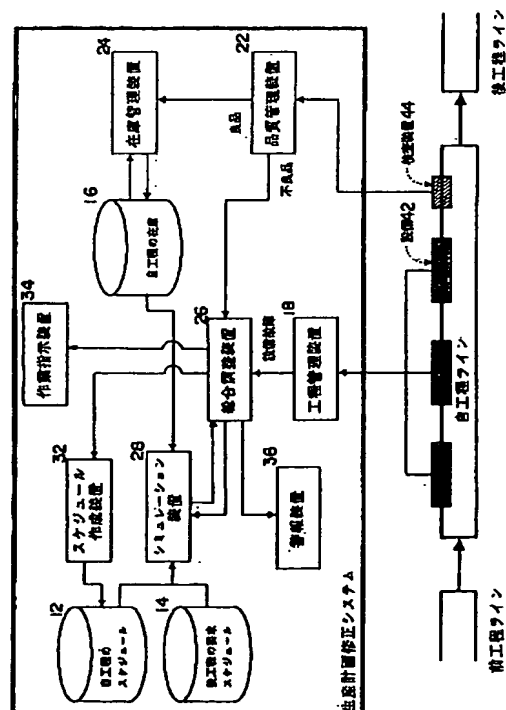 12
自工程の
スケジュール
14
後工程の要求
スケジュール
32
スケジュール
作成装置
28
シミュレーション
装置
34
作業指示装置
26
総合調整装置
36
警報装置
16
自工程の在庫
24
在庫管理装置
22
品質管理装置
良品
不良品
設備故障
18
工程管理装置
生産計画修正システム
設備42
検査装置44
前工程ライン
自工程ライン
後工程ライン